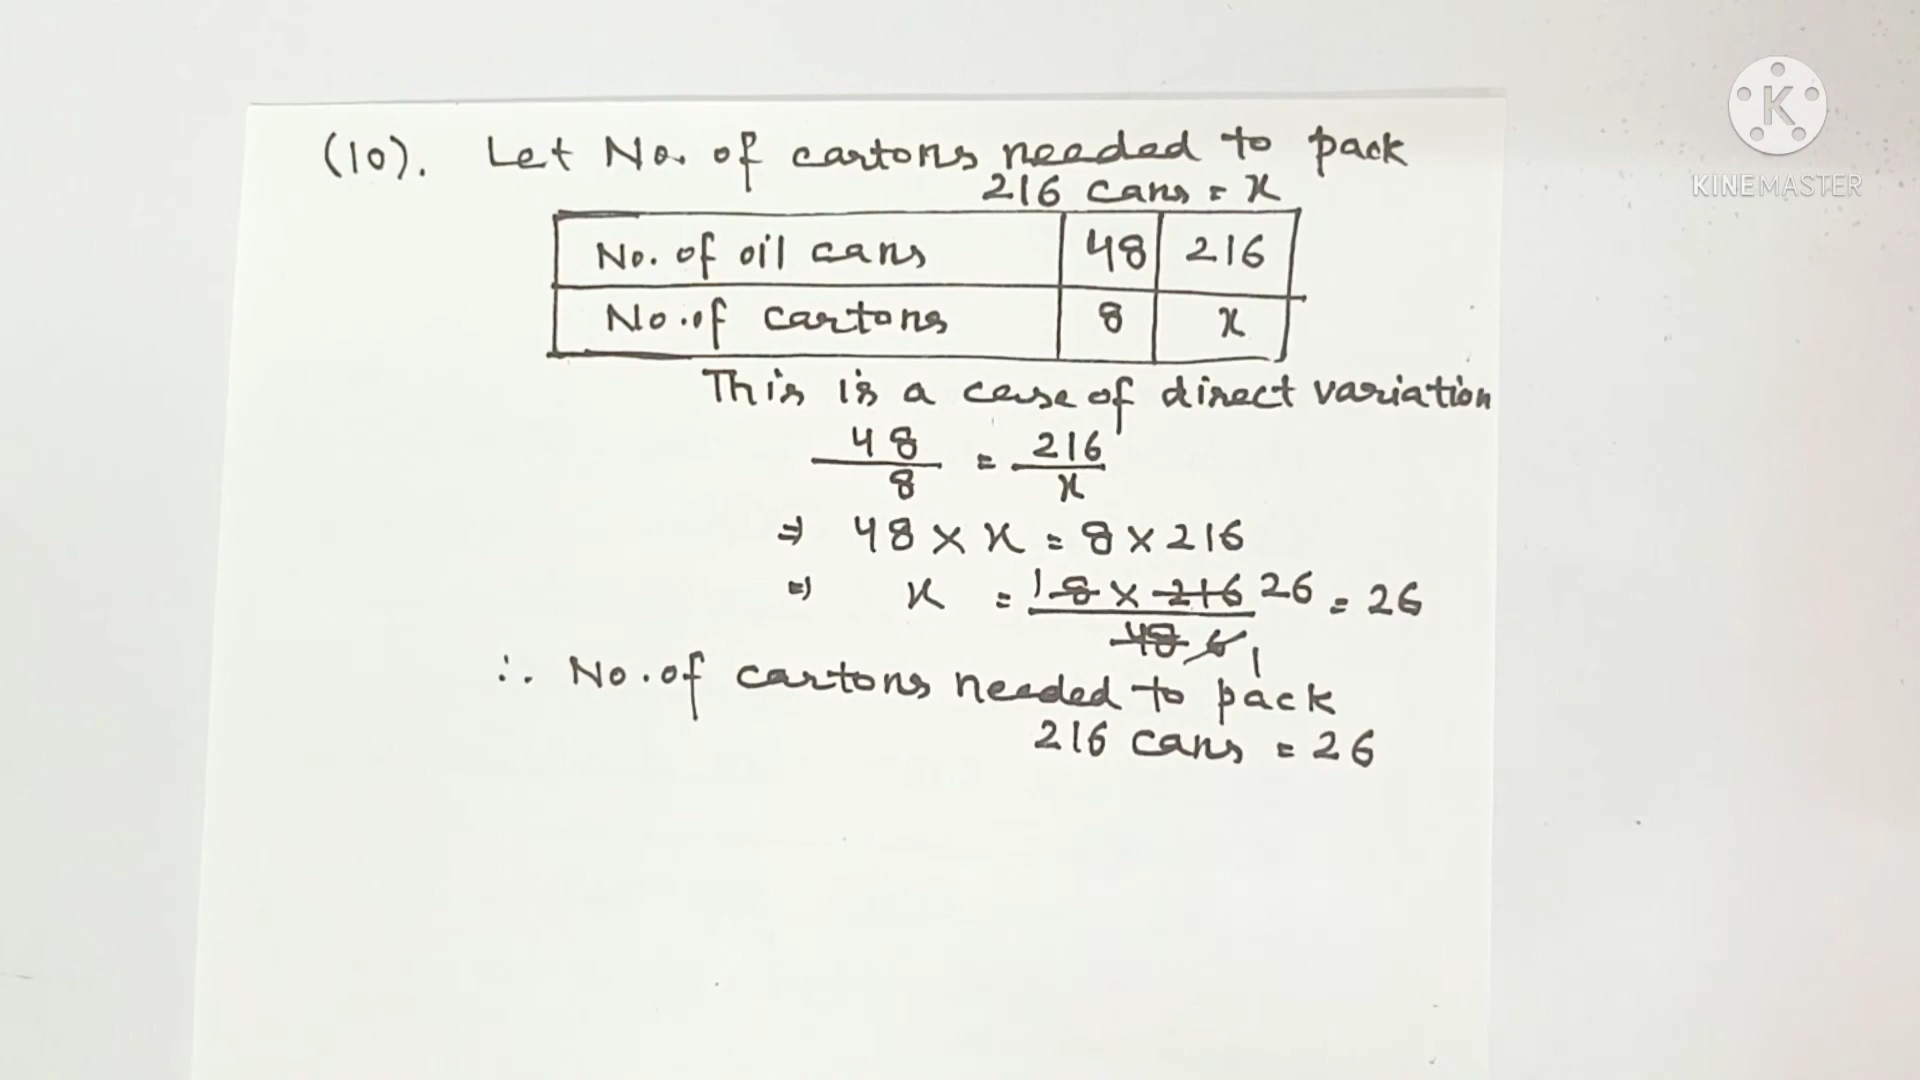 (10). Let No. of cartons needed to pack
216 cans = x
No. of oil cans 48 216
No. of cartons 8 x
This is a case of direct variation
48/8 = 216/x
⇒ 48 × x = 8 × 216
⇒ x = 1 8 × 216 26 / 48 6 1 = 26
∴ No. of cartons needed to pack
216 cans = 26
K
KINEMASTER